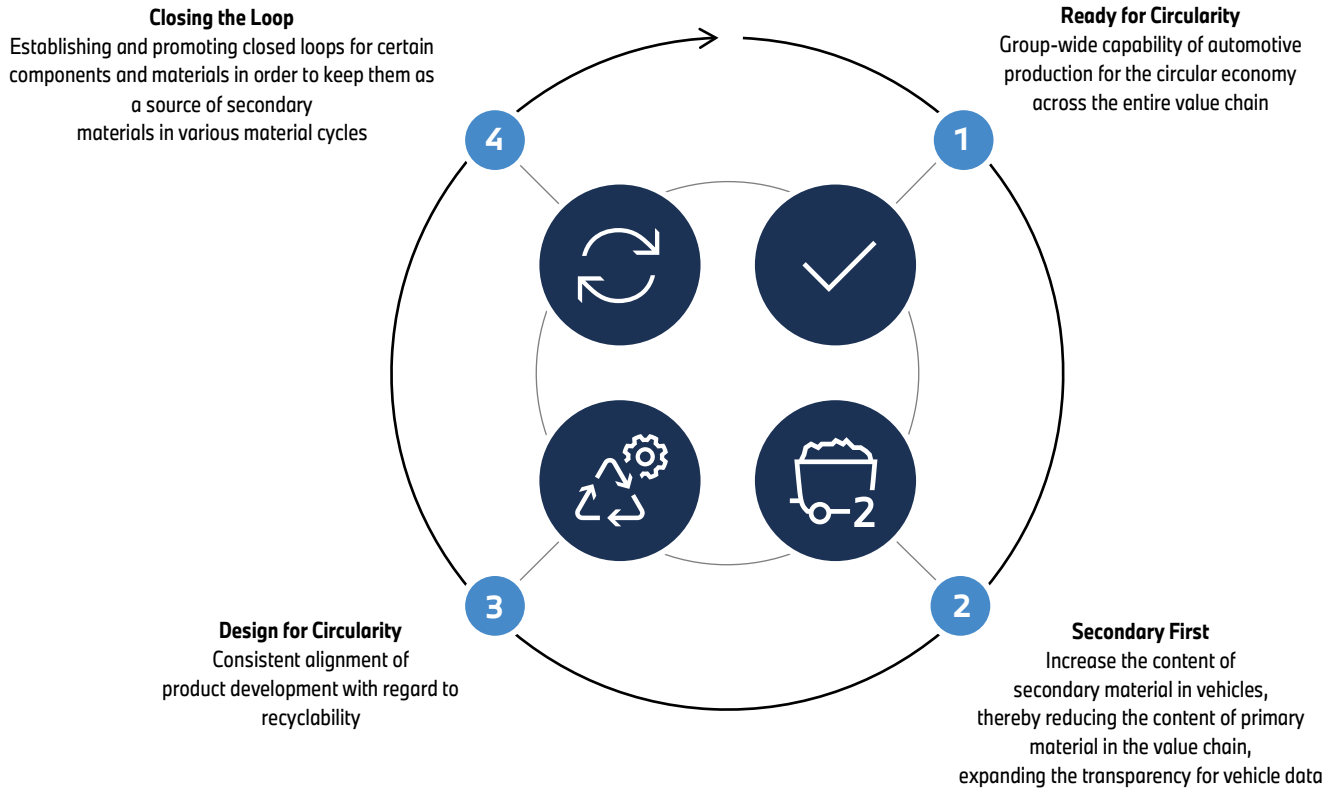 Closing the Loop
Establishing and promoting closed loops for certain
components and materials in order to keep them as
a source of secondary
materials in various material cycles
4
Ready for Circularity
Group-wide capability of automotive
production for the circular economy
across the entire value chain
1
3
Design for Circularity
Consistent alignment of
product development with regard to
recyclability
2
2
Secondary First
Increase the content of
secondary material in vehicles,
thereby reducing the content of primary
material in the value chain,
expanding the transparency for vehicle data